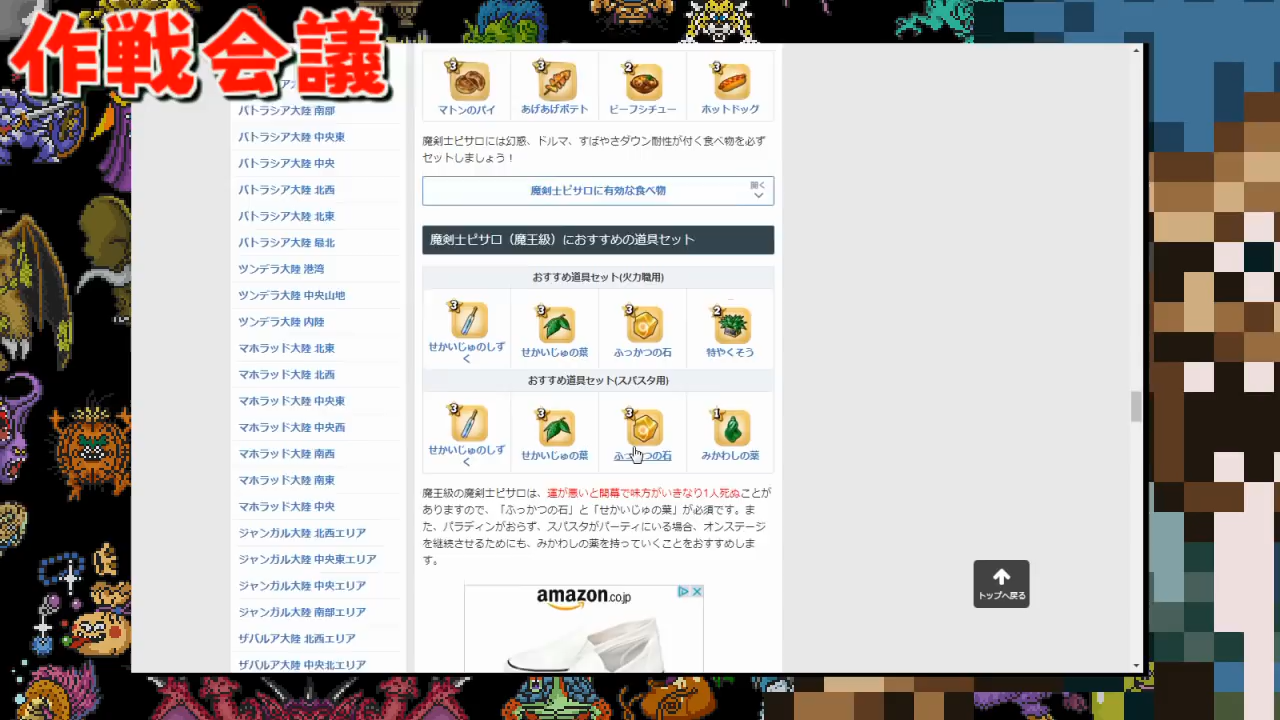 作戦会議
バトラシア大陸 南部
バトラシア大陸 中央東
バトラシア大陸 中央
バトラシア大陸 北西
バトラシア大陸 北東
バトラシア大陸 最北
ツンデラ大陸 港湾
ツンデラ大陸 中央山地
ツンデラ大陸 内陸
マホラッド大陸 北東
マホラッド大陸 北西
マホラッド大陸 中央東
マホラッド大陸 中央西
マホラッド大陸 南西
マホラッド大陸 南東
マホラッド大陸 中央
ジャンガル大陸 北西エリア
ジャンガル大陸 中央東エリア
ジャンガル大陸 中央エリア
ジャンガル大陸 南部エリア
ザバルア大陸 北西エリア
ザバルア大陸 中央北エリア
3 3 2 3
マトンのパイ あげあげポテト ビーフシチュー ホットドッグ
魔剣士ピサロには幻惑、ドルマ、すばやさダウン耐性が付く食べ物を必ず
セットしましょう！
魔剣士ピサロに有効な食べ物 開く
魔剣士ピサロ（魔王級）におすすめの道具セット
おすすめ道具セット(火力職用)
3 3 3 2
せかいじゅのしずく せかいじゅの葉 ふっかつの石 特やくそう
おすすめ道具セット(スパスタ用)
3 3 3 1
せかいじゅのしずく せかいじゅの葉 ふっかつの石 みかわしの薬
魔王級の魔剣士ピサロは、運が悪いと開幕で味方がいきなり1人死ぬことが
ありますので、「ふっかつの石」と「せかいじゅの葉」が必須です。ま
た、パラディンがおらず、スパスタがパーティにいる場合、オンステージ
を継続させるためにも、みかわしの薬を持っていくことをおすすめしま
す。
amazon.co.jp
トップへ戻る